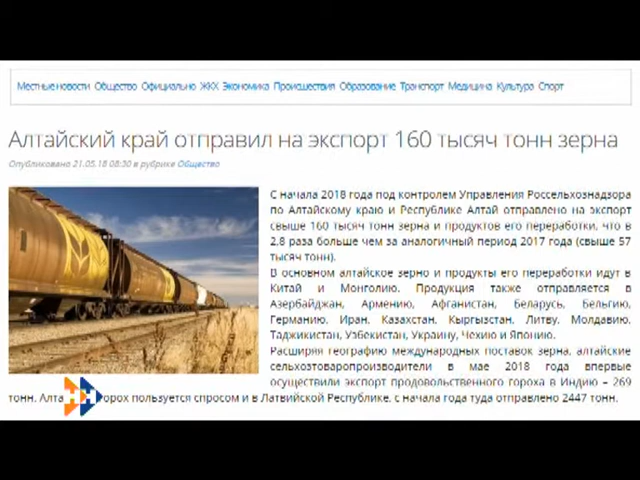 Местные новости Общество Официально ЖКХ Экономика Происшествия Образование Транспорт Медицина Культура Спорт
Алтайский край отправил на экспорт 160 тысяч тонн зерна
Опубликовано 21.05.18 08:30 в рубрике Общество
С начала 2018 года под контролем Управления Россельхознадзора
по Алтайскому краю и Республике Алтай отправлено на экспорт
свыше 160 тысяч тонн зерна и продуктов его переработки, что в
2,8 раза больше чем за аналогичный период 2017 года (свыше 57
тысяч тонн).
В основном алтайское зерно и продукты его переработки идут в
Китай и Монголию. Продукция также отправляется в
Азербайджан, Армению, Афганистан, Беларусь, Бельгию,
Германию, Иран, Казахстан, Кыргызстан, Литву, Молдавию,
Таджикистан, Узбекистан, Украину, Чехию и Японию.
Расширяя географию международных поставок зерна, алтайские
сельхозтоваропроизводители в мае 2018 года впервые
осуществили экспорт продовольственного гороха в Индию – 269
тонн. Алта орох пользуется спросом и в Латвийской Республике, с начала года туда отправлено 2447 тонн.